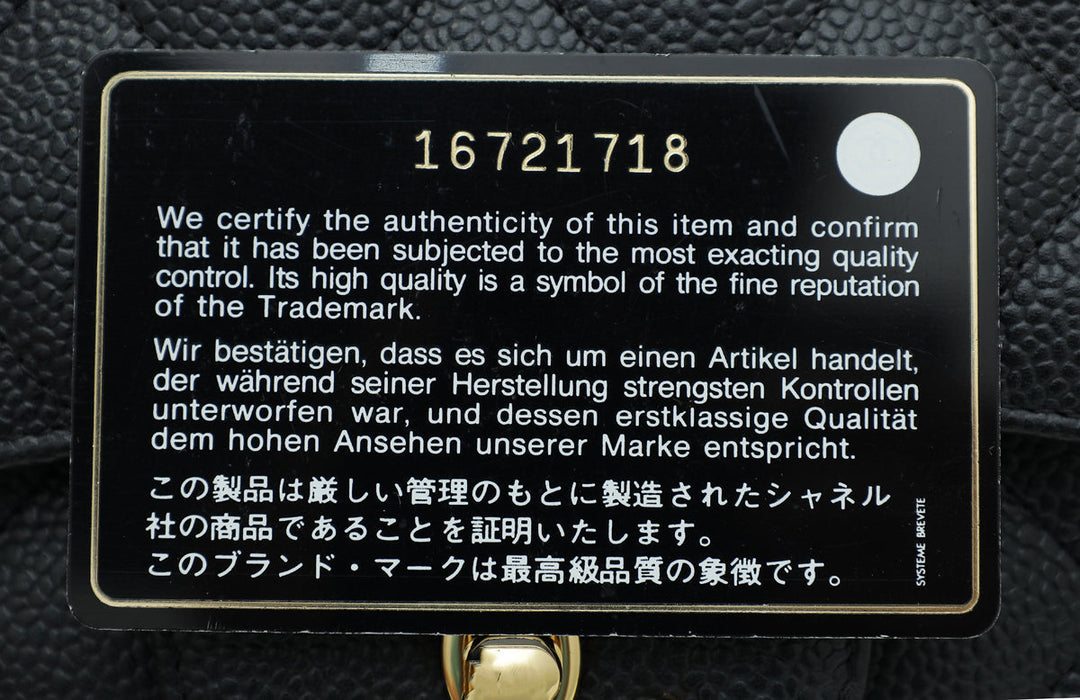 16721718
We certify the authenticity of this item and confirm
that it has been subjected to the most exacting quality
control. Its high quality is a symbol of the fine reputation
of the Trademark.
Wir bestätigen, dass es sich um einen Artikel handelt,
der während seiner Herstellung strengsten Kontrollen
unterworfen war, und dessen erstklassige Qualität
dem hohen Ansehen unserer Marke entspricht.
この製品は厳しい管理のもとに製造されたシャネル
社の商品であることを証明いたします。
このブランド・マークは最高級品質の象徴です。
SYSTEME BREVETE